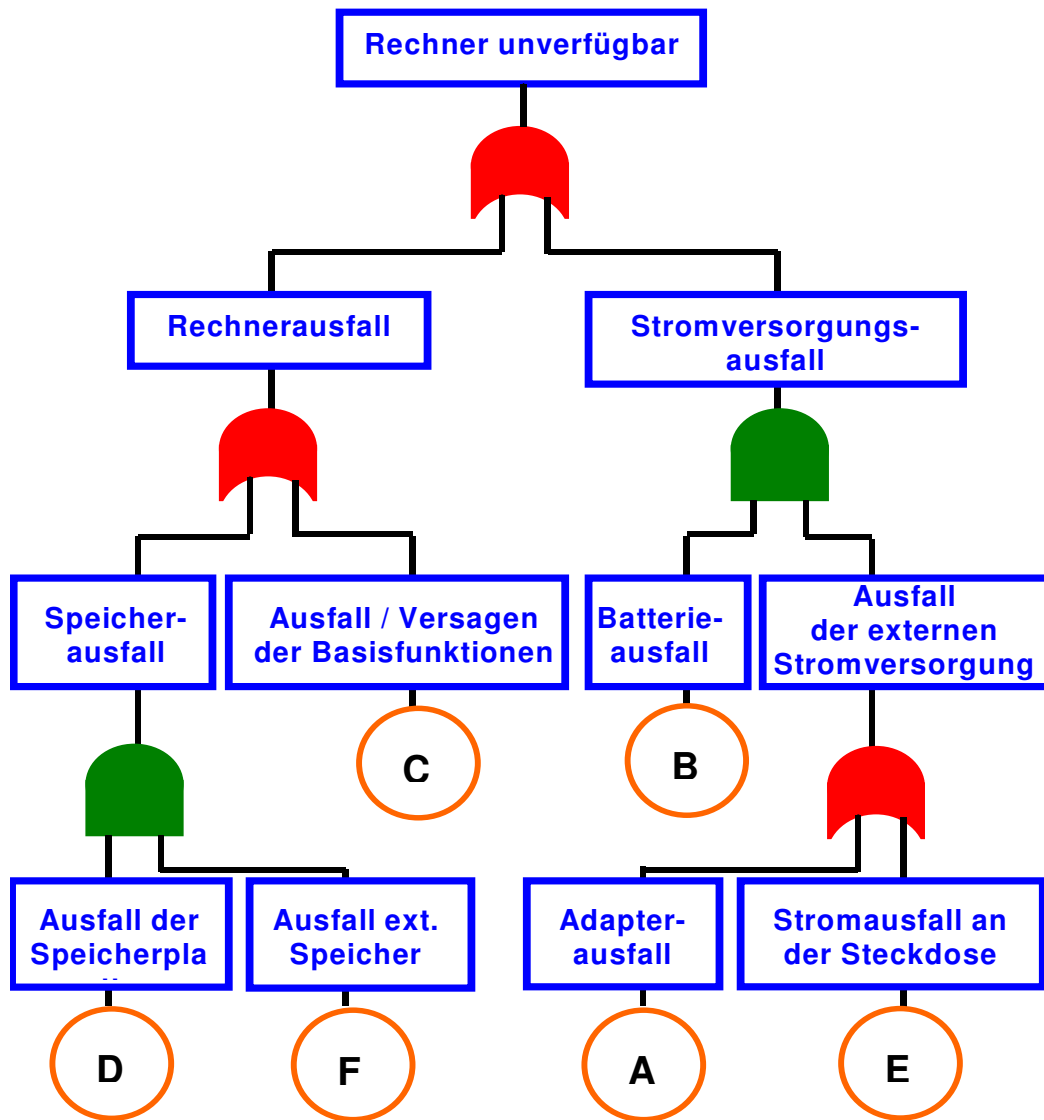 Rechner unverfügbar
Rechnerausfall
Stromversorgungs-
ausfall
Speicher-
ausfall
Ausfall / Versagen
der Basisfunktionen
Batterie-
ausfall
Ausfall
der externen
Stromversorgung
C
B
Ausfall der
Speicherpla
Ausfall ext.
Speicher
Adapter-
ausfall
Stromausfall an
der Steckdose
D
F
A
E